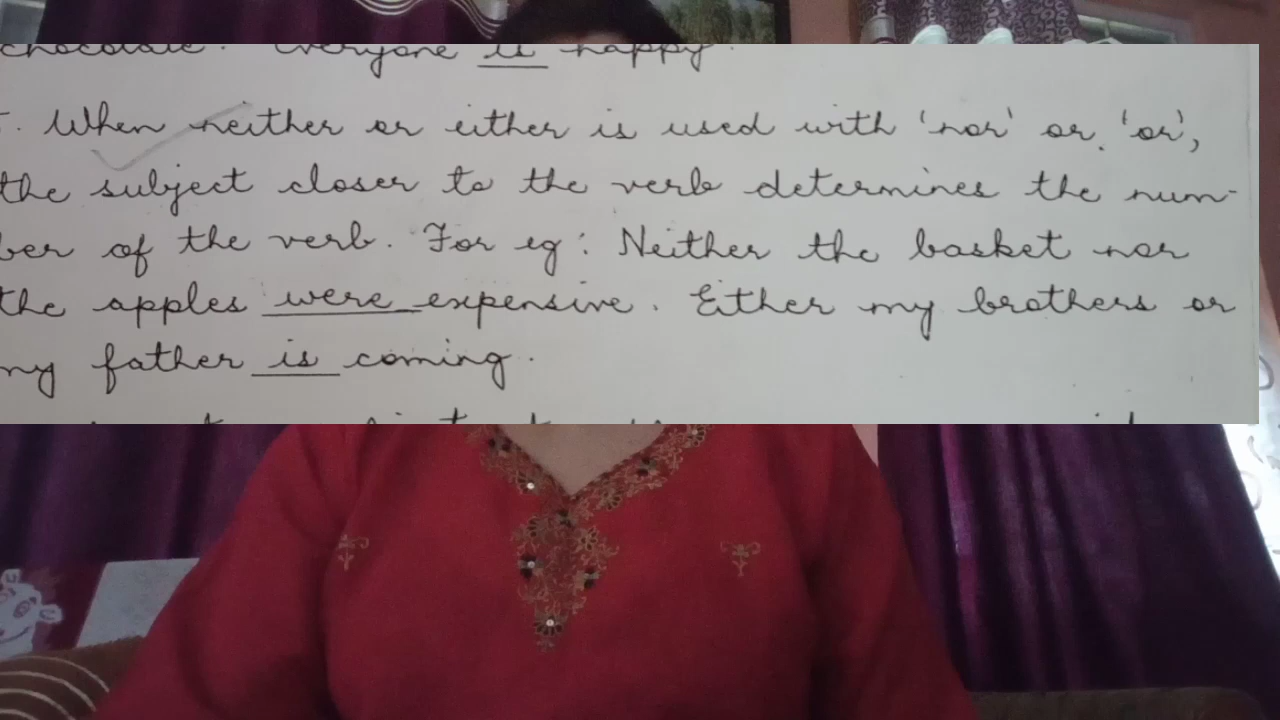 chocolate. Everyone is happy.
. When neither or either is used with 'nor' or 'or',
the subject closer to the verb determines the num-
ber of the verb. For eg: Neither the basket nor
the apples were expensive. Either my brothers or
my father is coming.